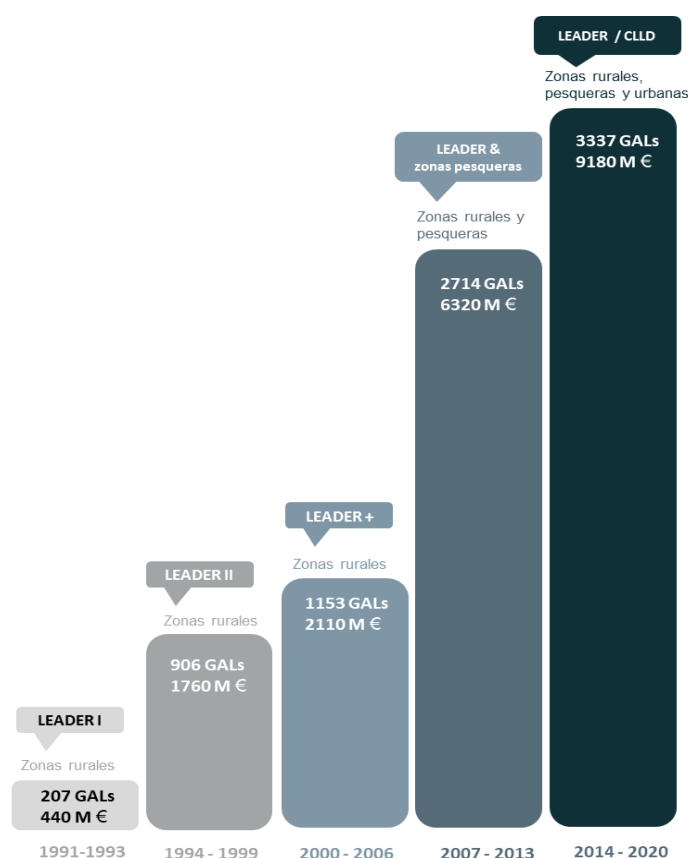 LEADER I
Zonas rurales
207 GALs
440 M €
1991-1993
LEADER II
Zonas rurales
906 GALs
1760 M €
1994 - 1999
LEADER +
Zonas rurales
1153 GALs
2110 M €
2000 - 2006
LEADER &
zonas pesqueras
Zonas rurales y
pesqueras
2714 GALs
6320 M €
2007 - 2013
LEADER / CLLD
Zonas rurales,
pesqueras y urbanas
3337 GALs
9180 M €
2014 - 2020